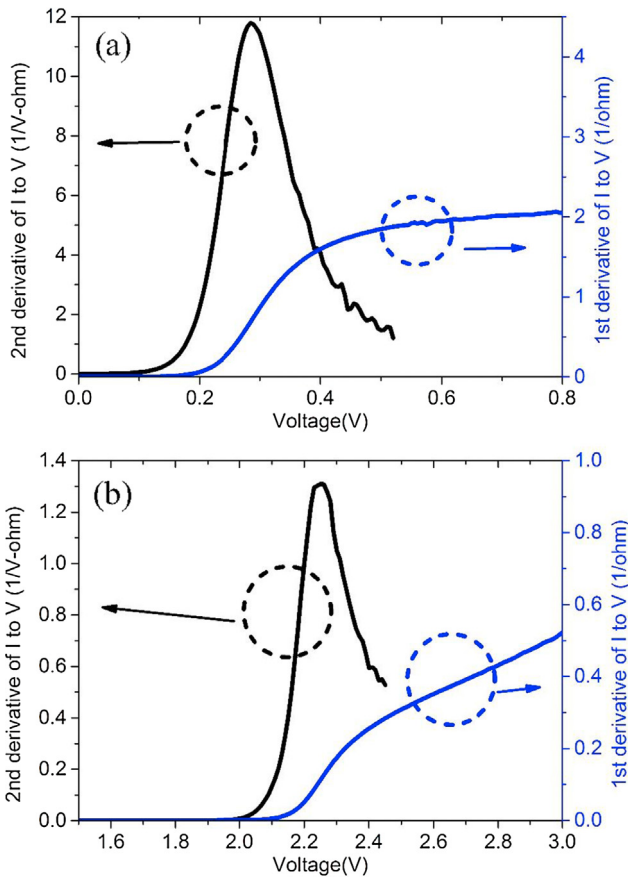 (a)
2nd derivative of I to V (1/V-ohm)
12
10
8
6
4
2
0
1st derivative of I to V (1/ohm)
4
3
2
1
0
0.0 0.2 0.4 0.6 0.8
Voltage(V)
(b)
2nd derivative of I to V (1/V-ohm)
1.4
1.2
1.0
0.8
0.6
0.4
0.2
0.0
1st derivative of I to V (1/ohm)
1.0
0.8
0.6
0.4
0.2
0.0
1.6 1.8 2.0 2.2 2.4 2.6 2.8 3.0
Voltage(V)